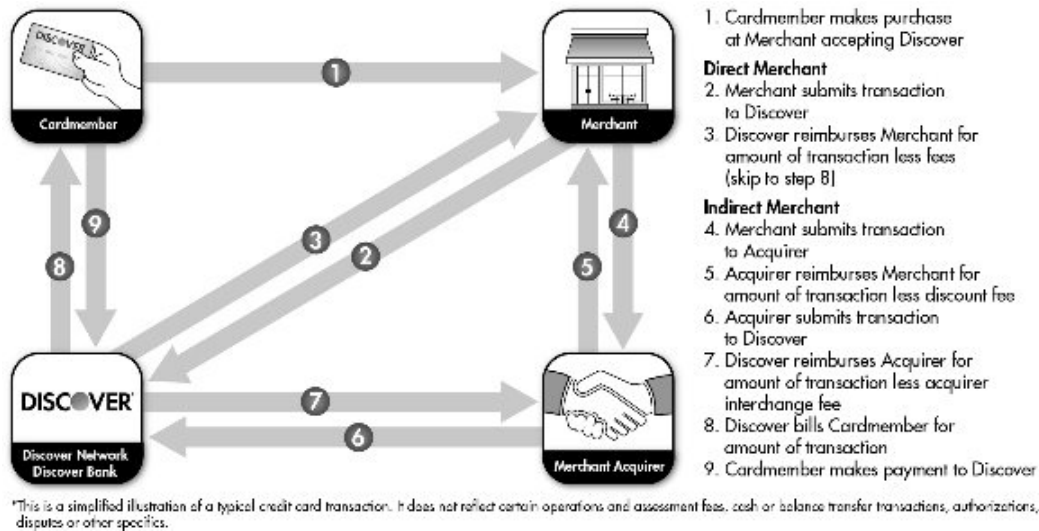 DISCOVER
Cardmember
1
Merchant
9
8
3
2
5
4
DISCOVER
Discover Network
Discover Bank
7
6
Merchant Acquirer
1. Cardmember makes purchase
at Merchant accepting Discover
Direct Merchant
2. Merchant submits transaction
to Discover
3. Discover reimburses Merchant for
amount of transaction less fees
(skip to step 8)
Indirect Merchant
4. Merchant submits transaction
to Acquirer
5. Acquirer reimburses Merchant for
amount of transaction less discount fee
6. Acquirer submits transaction
to Discover
7. Discover reimburses Acquirer for
amount of transaction less acquirer
interchange fee
8. Discover bills Cardmember for
amount of transaction
9. Cardmember makes payment to Discover
*This is a simplified illustration of a typical credit card transaction. It does not reflect certain operations and assessment fees, cash or balance transfer transactions, authorizations,
disputes or other specifics.